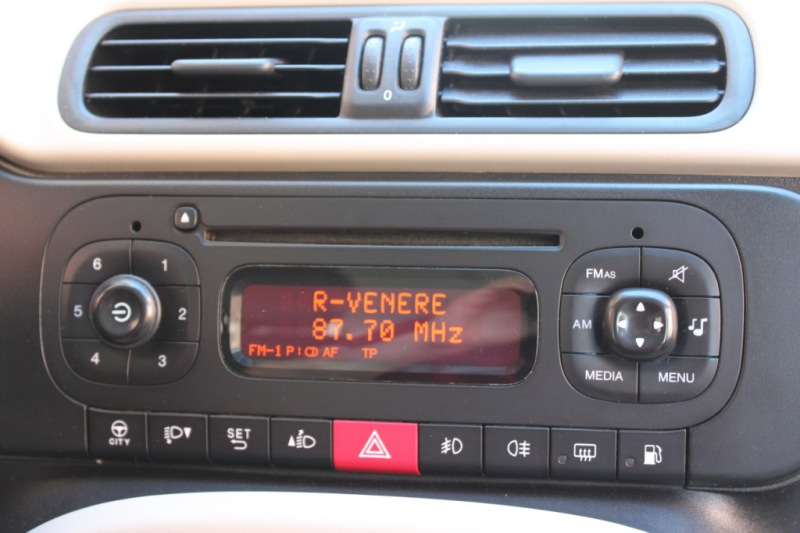 0
6 1
5 2
4 3
R-VENERE
87.70 MHz
FM-1 P: AF TP
FMAS
AM
MEDIA MENU
CITY
SET